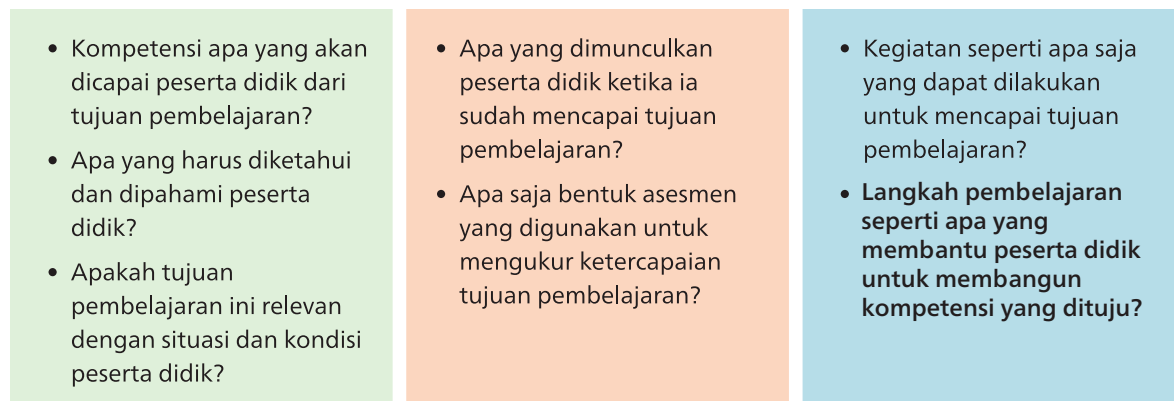 • Kompetensi apa yang akan
dicapai peserta didik dari
tujuan pembelajaran?
• Apa yang harus diketahui
dan dipahami peserta
didik?
• Apakah tujuan
pembelajaran ini relevan
dengan situasi dan kondisi
peserta didik?
• Apa yang dimunculkan
peserta didik ketika ia
sudah mencapai tujuan
pembelajaran?
• Apa saja bentuk asesmen
yang digunakan untuk
mengukur ketercapaian
tujuan pembelajaran?
• Kegiatan seperti apa saja
yang dapat dilakukan
untuk mencapai tujuan
pembelajaran?
• Langkah pembelajaran
seperti apa yang
membantu peserta didik
untuk membangun
kompetensi yang dituju?